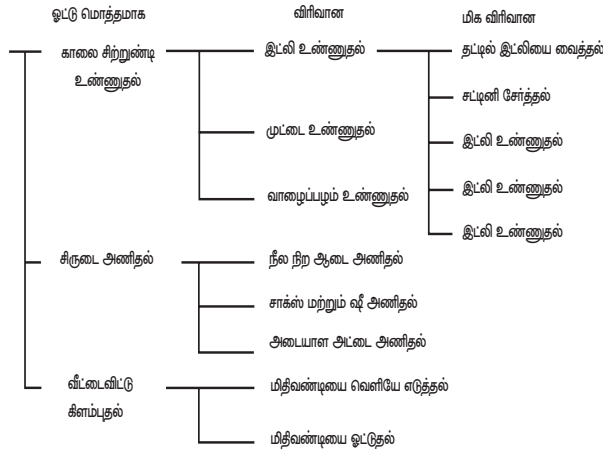 ஓட்டு மொத்தமாக
விரிவான
மிக விரிவான
காலை சிற்றுண்டி
உண்ணுதல்
இட்லி உண்ணுதல்
தட்டில் இட்லியை வைத்தல்
சட்டினி சேர்த்தல்
முட்டை உண்ணுதல்
இட்லி உண்ணுதல்
இட்லி உண்ணுதல்
வாழைப்பழம் உண்ணுதல்
இட்லி உண்ணுதல்
சிருடை அணிதல்
நீல நிற ஆடை அணிதல்
சாக்ஸ் மற்றும் ஷீ அணிதல்
அடையாள அட்டை அணிதல்
வீட்டைவிட்டு
கிளம்புதல்
மிதிவண்டியை வெளியே எடுத்தல்
மிதிவண்டியை ஓட்டுதல்